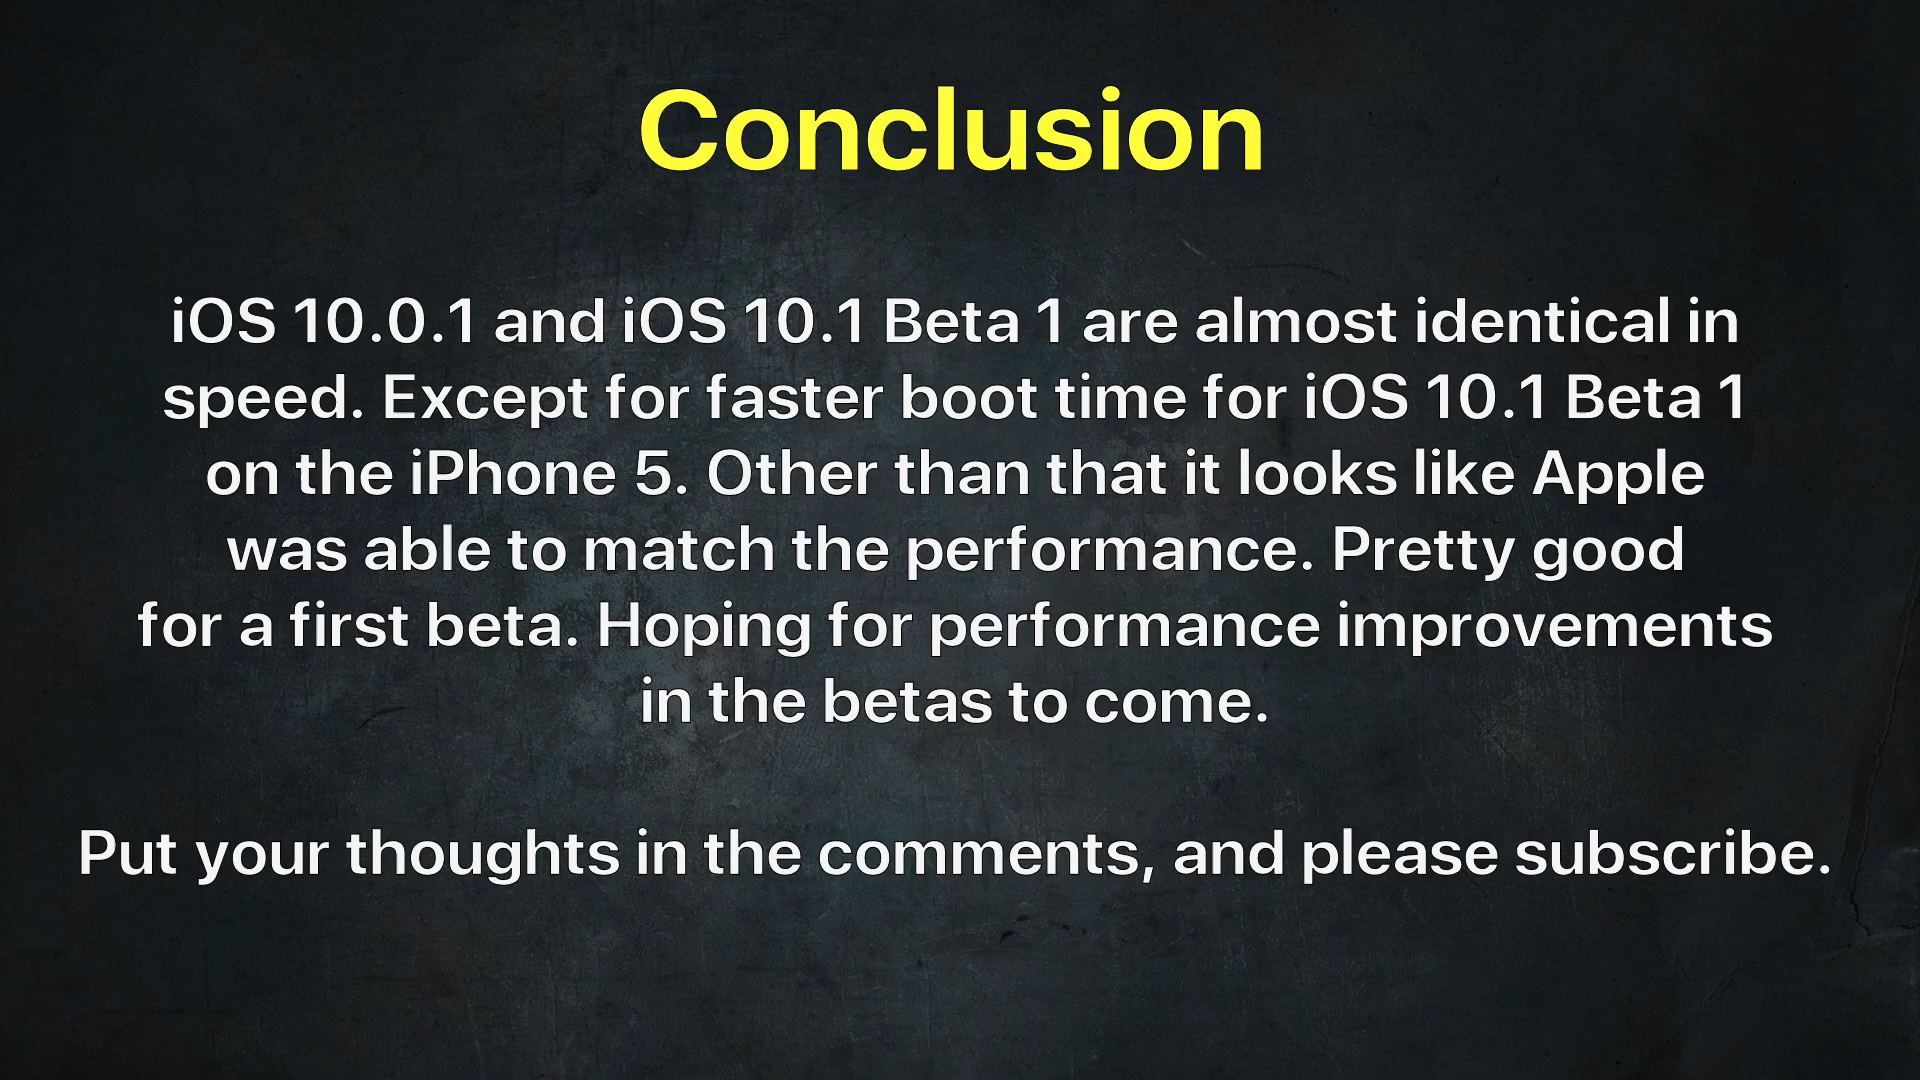 Conclusion
iOS 10.0.1 and iOS 10.1 Beta 1 are almost identical in
speed. Except for faster boot time for iOS 10.1 Beta 1
on the iPhone 5. Other than that it looks like Apple
was able to match the performance. Pretty good
for a first beta. Hoping for performance improvements
in the betas to come.
Put your thoughts in the comments, and please subscribe.